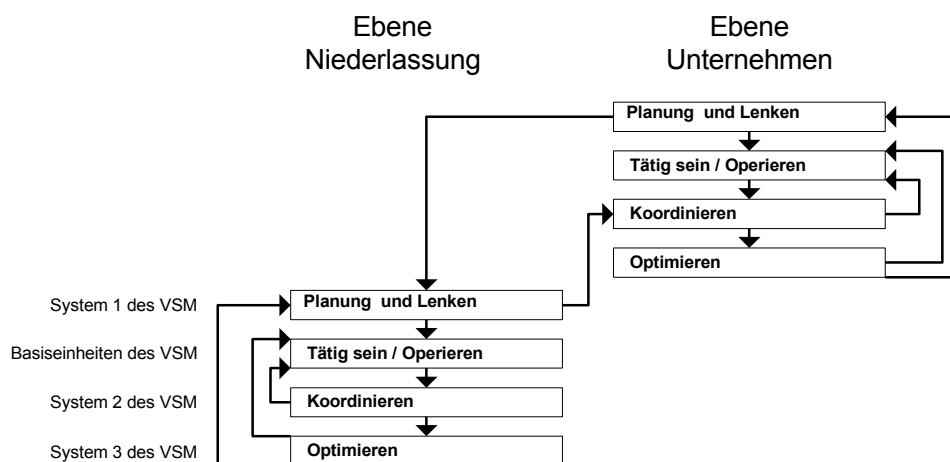 Ebene
Niederlassung
Ebene
Unternehmen
Planung und Lenken
Tätig sein / Operieren
Koordinieren
Optimieren
System 1 des VSM
Planung und Lenken
Basiseinheiten des VSM
Tätig sein / Operieren
System 2 des VSM
Koordinieren
System 3 des VSM
Optimieren